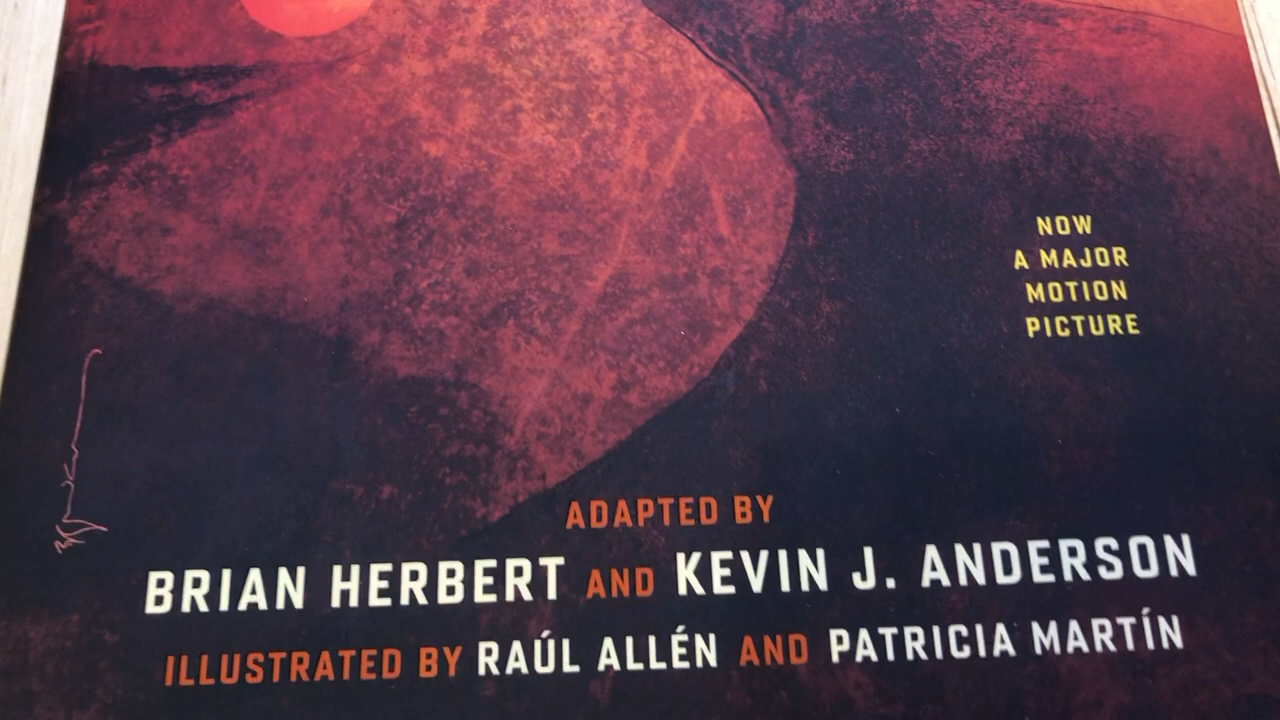 NOW
A MAJOR
MOTION
PICTURE
ADAPTED BY
BRIAN HERBERT AND KEVIN J. ANDERSON
ILLUSTRATED BY RAÚL ALLÉN AND PATRICIA MARTÍN